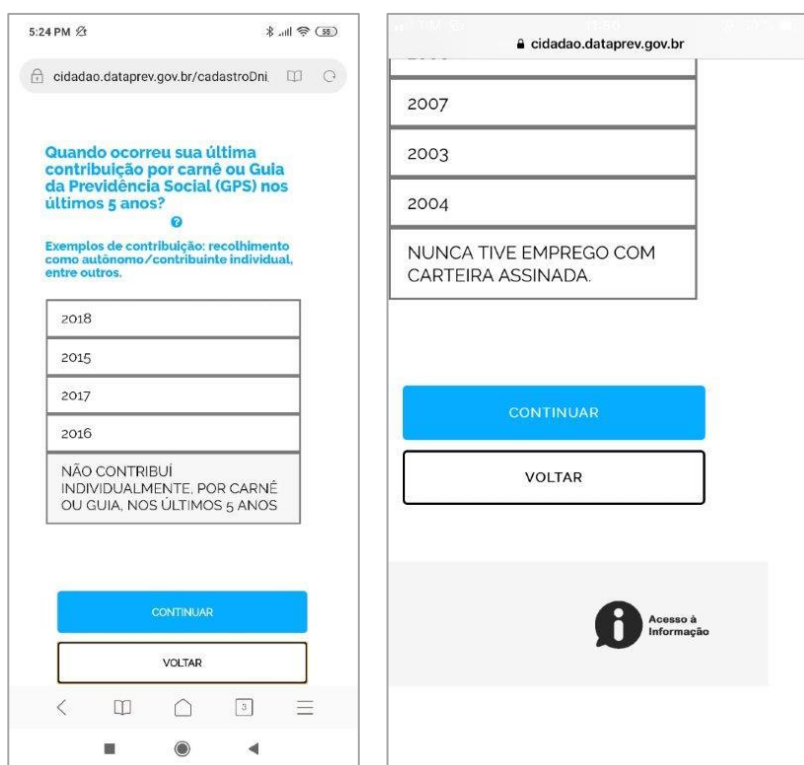 5:24 PM
55
cidadao.dataprev.gov.br/cadastroDni
Quando ocorreu sua última
contribuição por carnê ou Guia
da Previdência Social (GPS) nos
últimos 5 anos?
?
Exemplos de contribuição: recolhimento
como autônomo/contribuinte individual,
entre outros.
2018
2015
2017
2016
NÃO CONTRIBUÍ
INDIVIDUALMENTE, POR CARNÊ
OU GUIA, NOS ÚLTIMOS 5 ANOS
CONTINUAR
VOLTAR
3
cidadao.dataprev.gov.br
2007
2003
2004
NUNCA TIVE EMPREGO COM
CARTEIRA ASSINADA.
CONTINUAR
VOLTAR
Acesso à
Informação